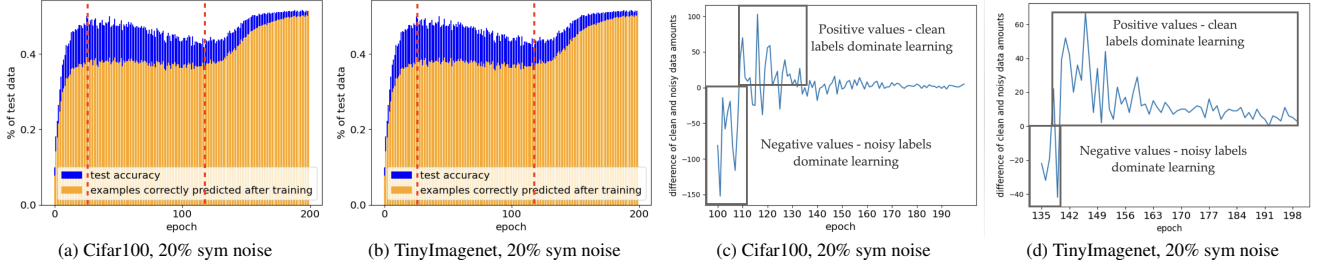 % of test data
0.4
0.2
0.0
test accuracy
examples correctly predicted after training
0
100
200
epoch
(a) Cifar100, 20% sym noise
% of test data
0.4
0.2
0.0
test accuracy
examples correctly predicted after training
0
100
200
epoch
(b) TinyImagenet, 20% sym noise
difference of clean and noisy data amounts
100
50
0
−50
−100
−150
Positive values - clean
labels dominate learning
Negative values - noisy labels
dominate learning
100 110 120 130 140 150 160 170 180 190
epoch
(c) Cifar100, 20% sym noise
difference of clean and noisy data amounts
60
40
20
0
−20
−40
Positive values - clean
labels dominate learning
Negative values - noisy labels
dominate learning
135 142 149 156 163 170 177 184 191 198
epoch
(d) TinyImagenet, 20% sym noise